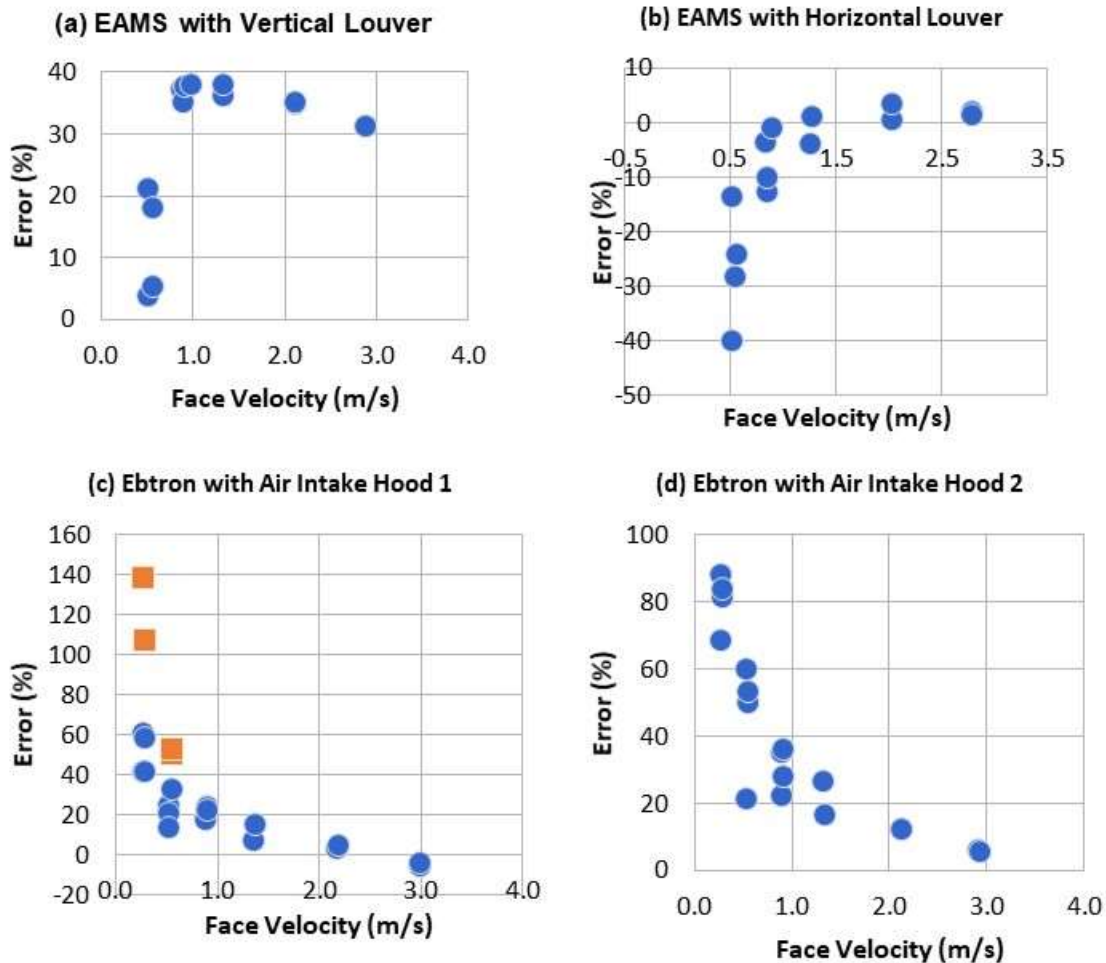 (a) EAMS with Vertical Louver
40
30
20
10
0
Error (%)
0.0 1.0 2.0 3.0 4.0
Face Velocity (m/s)
(b) EAMS with Horizontal Louver
10
0
-0.5 0.5 1.5 2.5 3.5
-10
-20
-30
-40
-50
Error (%)
Face Velocity (m/s)
(c) Ebtron with Air Intake Hood 1
160
140
120
100
80
60
40
20
0
-20
Error (%)
0.0 1.0 2.0 3.0 4.0
Face Velocity (m/s)
(d) Ebtron with Air Intake Hood 2
100
80
60
40
20
0
Error (%)
0.0 1.0 2.0 3.0 4.0
Face Velocity (m/s)